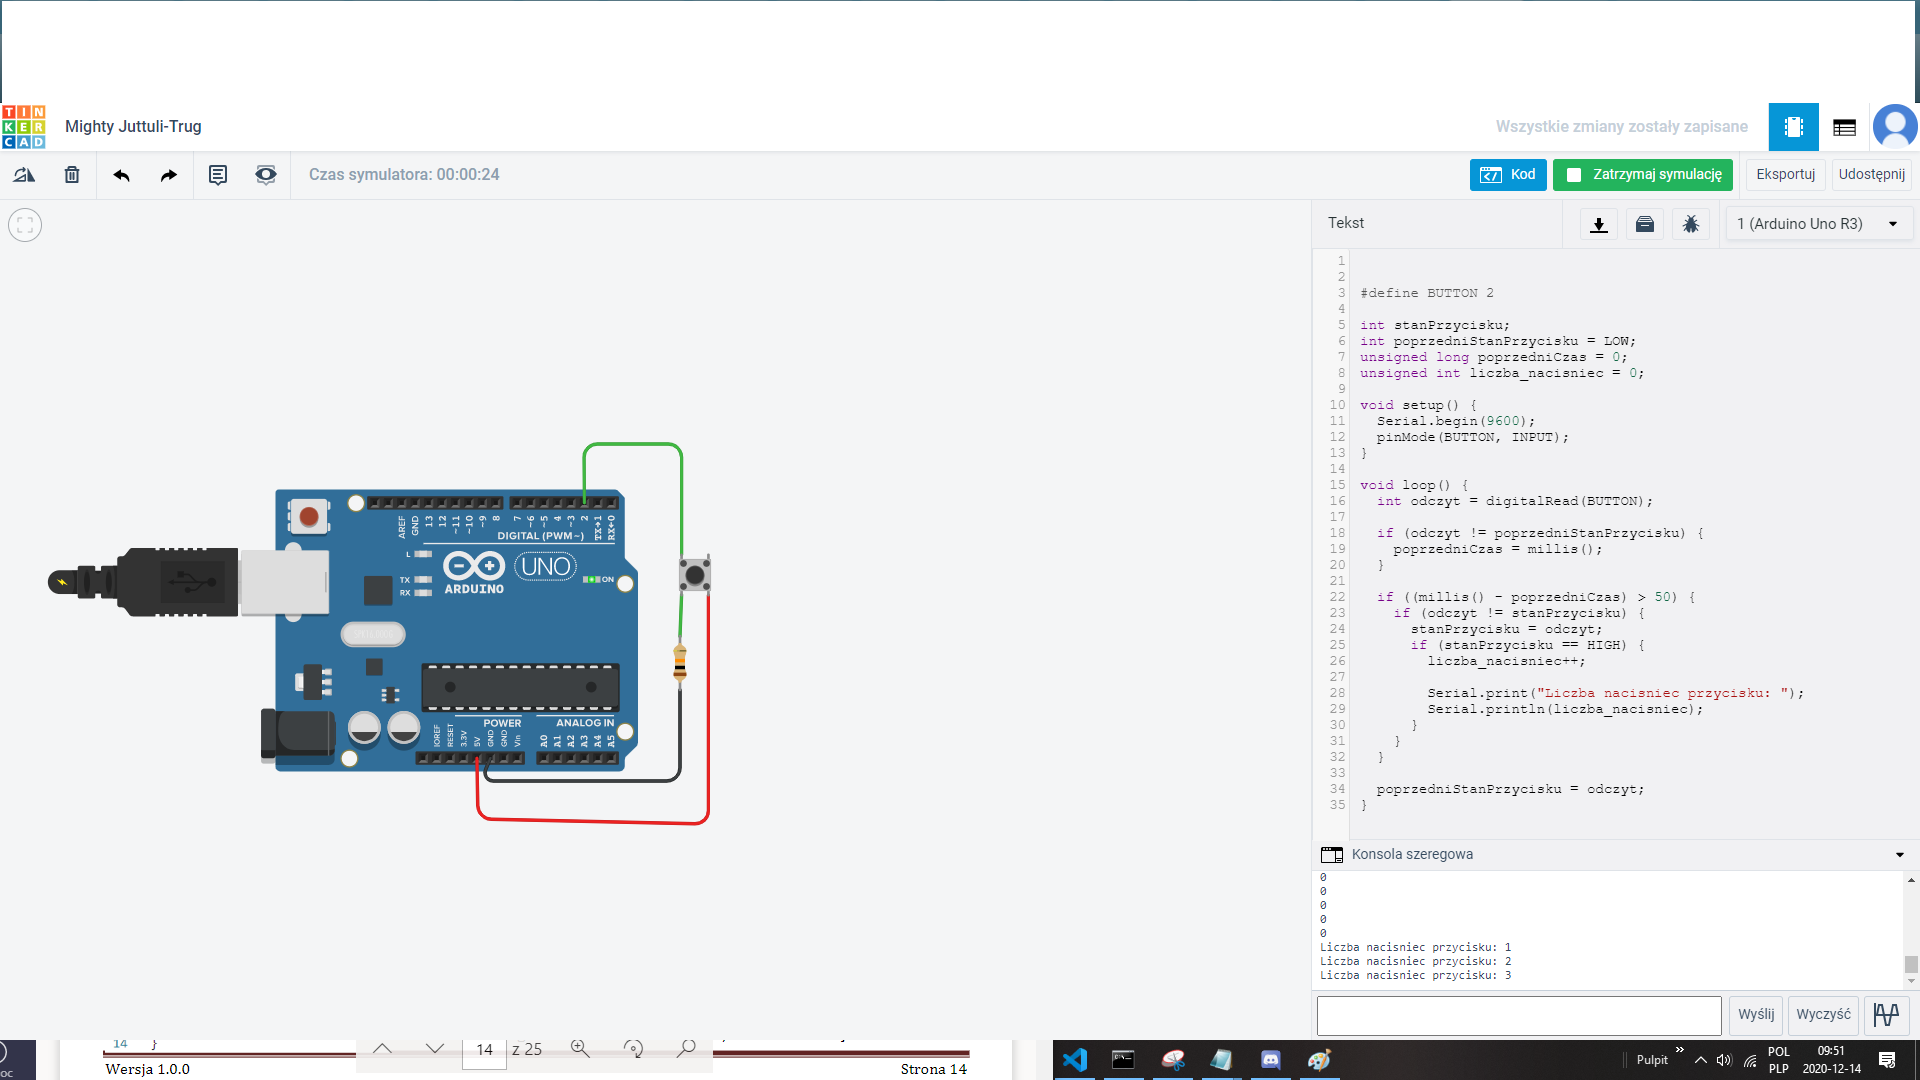 TINKERCAD
Mighty Juttuli-Trug
Wszystkie zmiany zostały zapisane
Czas symulatora: 00:00:24
Kod
Zatrzymaj symulację
Eksportuj
Udostępnij
Tekst
1 (Arduino Uno R3)
1
2
3 #define BUTTON 2
4
5 int stanPrzycisku;
6 int poprzedniStanPrzycisku = LOW;
7 unsigned long poprzedniCzas = 0;
8 unsigned int liczba_nacisniec = 0;
9
10 void setup() {
11 Serial.begin(9600);
12 pinMode(BUTTON, INPUT);
13 }
14
15 void loop() {
16 int odczyt = digitalRead(BUTTON);
17
18 if (odczyt != poprzedniStanPrzycisku) {
19 poprzedniCzas = millis();
20 }
21
22 if ((millis() - poprzedniCzas) > 50) {
23 if (odczyt != stanPrzycisku) {
24 stanPrzycisku = odczyt;
25 if (stanPrzycisku == HIGH) {
26 liczba_nacisniec++;
27
28 Serial.print("Liczba nacisniec przycisku: ");
29 Serial.println(liczba_nacisniec);
30 }
31 }
32 }
33
34 poprzedniStanPrzycisku = odczyt;
35 }
AREF GND 13 12 ~11 ~10 ~9 8 7 ~6 ~5 4 ~3 2 TX→1 RX←0
DIGITAL (PWM~)
L
TX
RX
ARDUINO
UNO
ON
POWER
ANALOG IN
IOREF RESET 3.3V 5V GND GND Vin A0 A1 A2 A3 A4 A5
Konsola szeregowa
0
0
0
0
0
Liczba nacisniec przycisku: 1
Liczba nacisniec przycisku: 2
Liczba nacisniec przycisku: 3
Wyślij
Wyczyść
14 }
14 z 25
Wersja 1.0.0
Strona 14
Pulpit
POL
PLP
09:51
2020-12-14